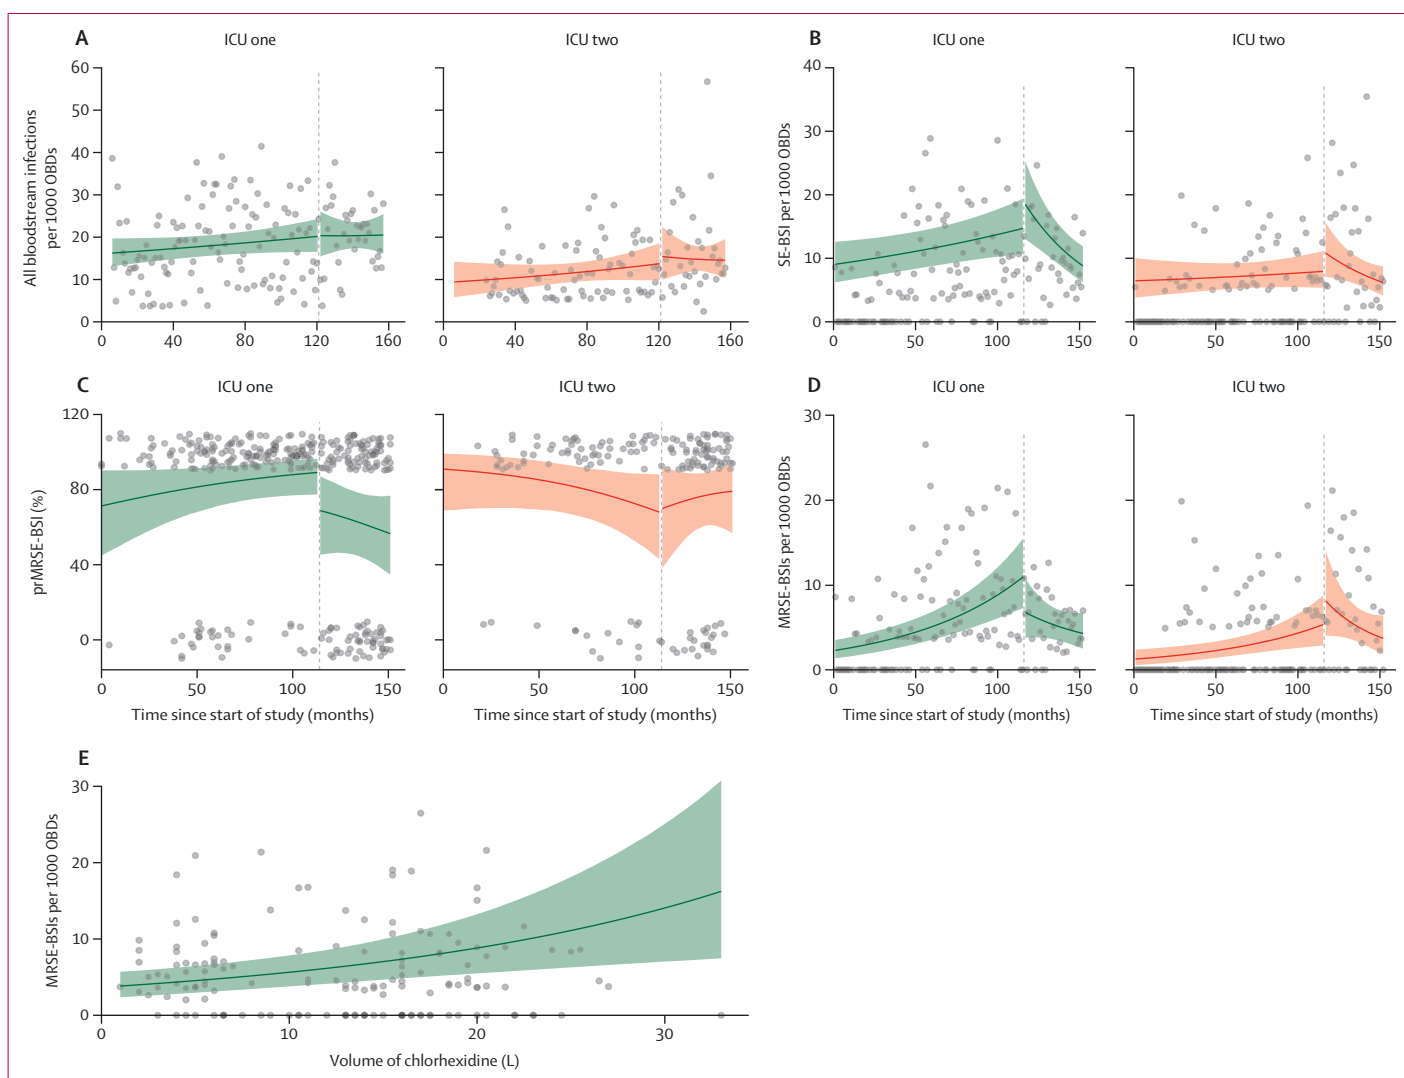 A
ICU one
ICU two
All bloodstream infections
per 1000 OBDs
60
50
40
30
20
10
0
0 40 80 120 160
0 40 80 120 160
B
ICU one
ICU two
SE-BSI per 1000 OBDs
40
30
20
10
0
0 50 100 150
0 50 100 150
C
ICU one
ICU two
prMRSE-BSI (%)
120
80
40
0
0 50 100 150
0 50 100 150
Time since start of study (months)
Time since start of study (months)
D
ICU one
ICU two
MRSE-BSIs per 1000 OBDs
30
20
10
0
0 50 100 150
0 50 100 150
Time since start of study (months)
Time since start of study (months)
E
MRSE-BSIs per 1000 OBDs
30
20
10
0
0 10 20 30
Volume of chlorhexidine (L)